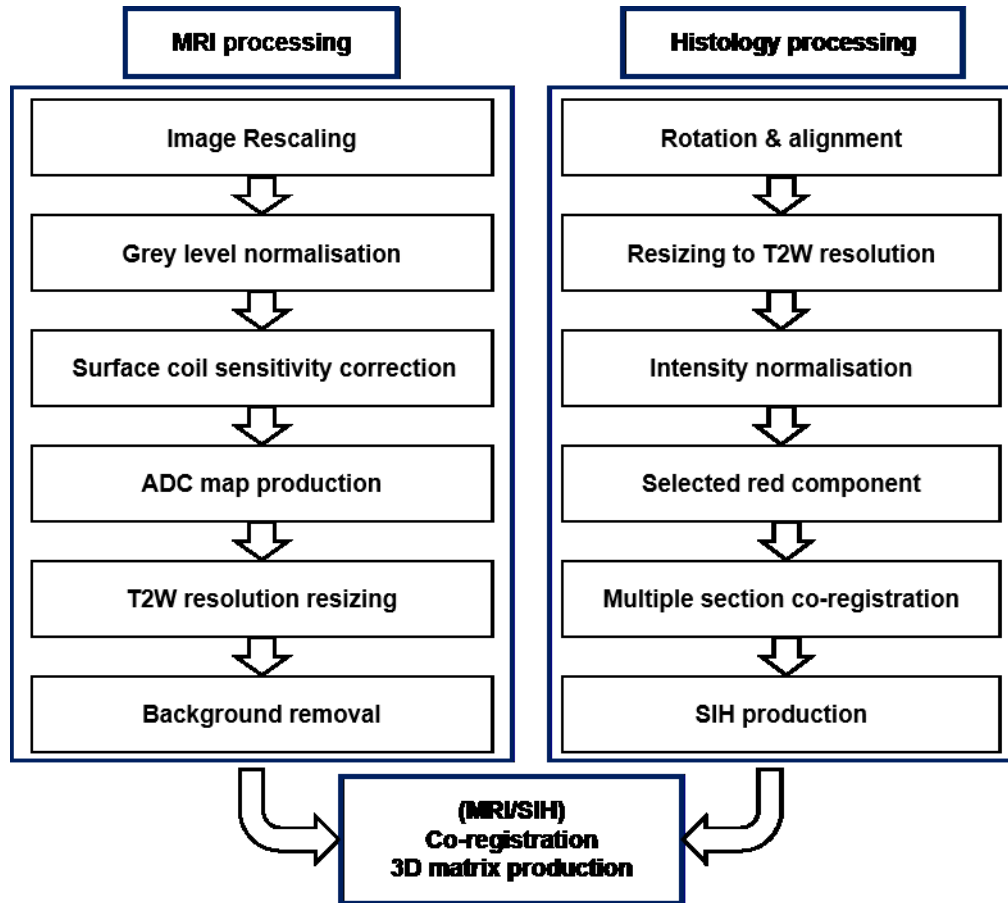 MRI processing
Image Rescaling
Grey level normalisation
Surface coil sensitivity correction
ADC map production
T2W resolution resizing
Background removal
Histology processing
Rotation & alignment
Resizing to T2W resolution
Intensity normalisation
Selected red component
Multiple section co-registration
SIH production
(MRI/SIH)
Co-registration
3D matrix production